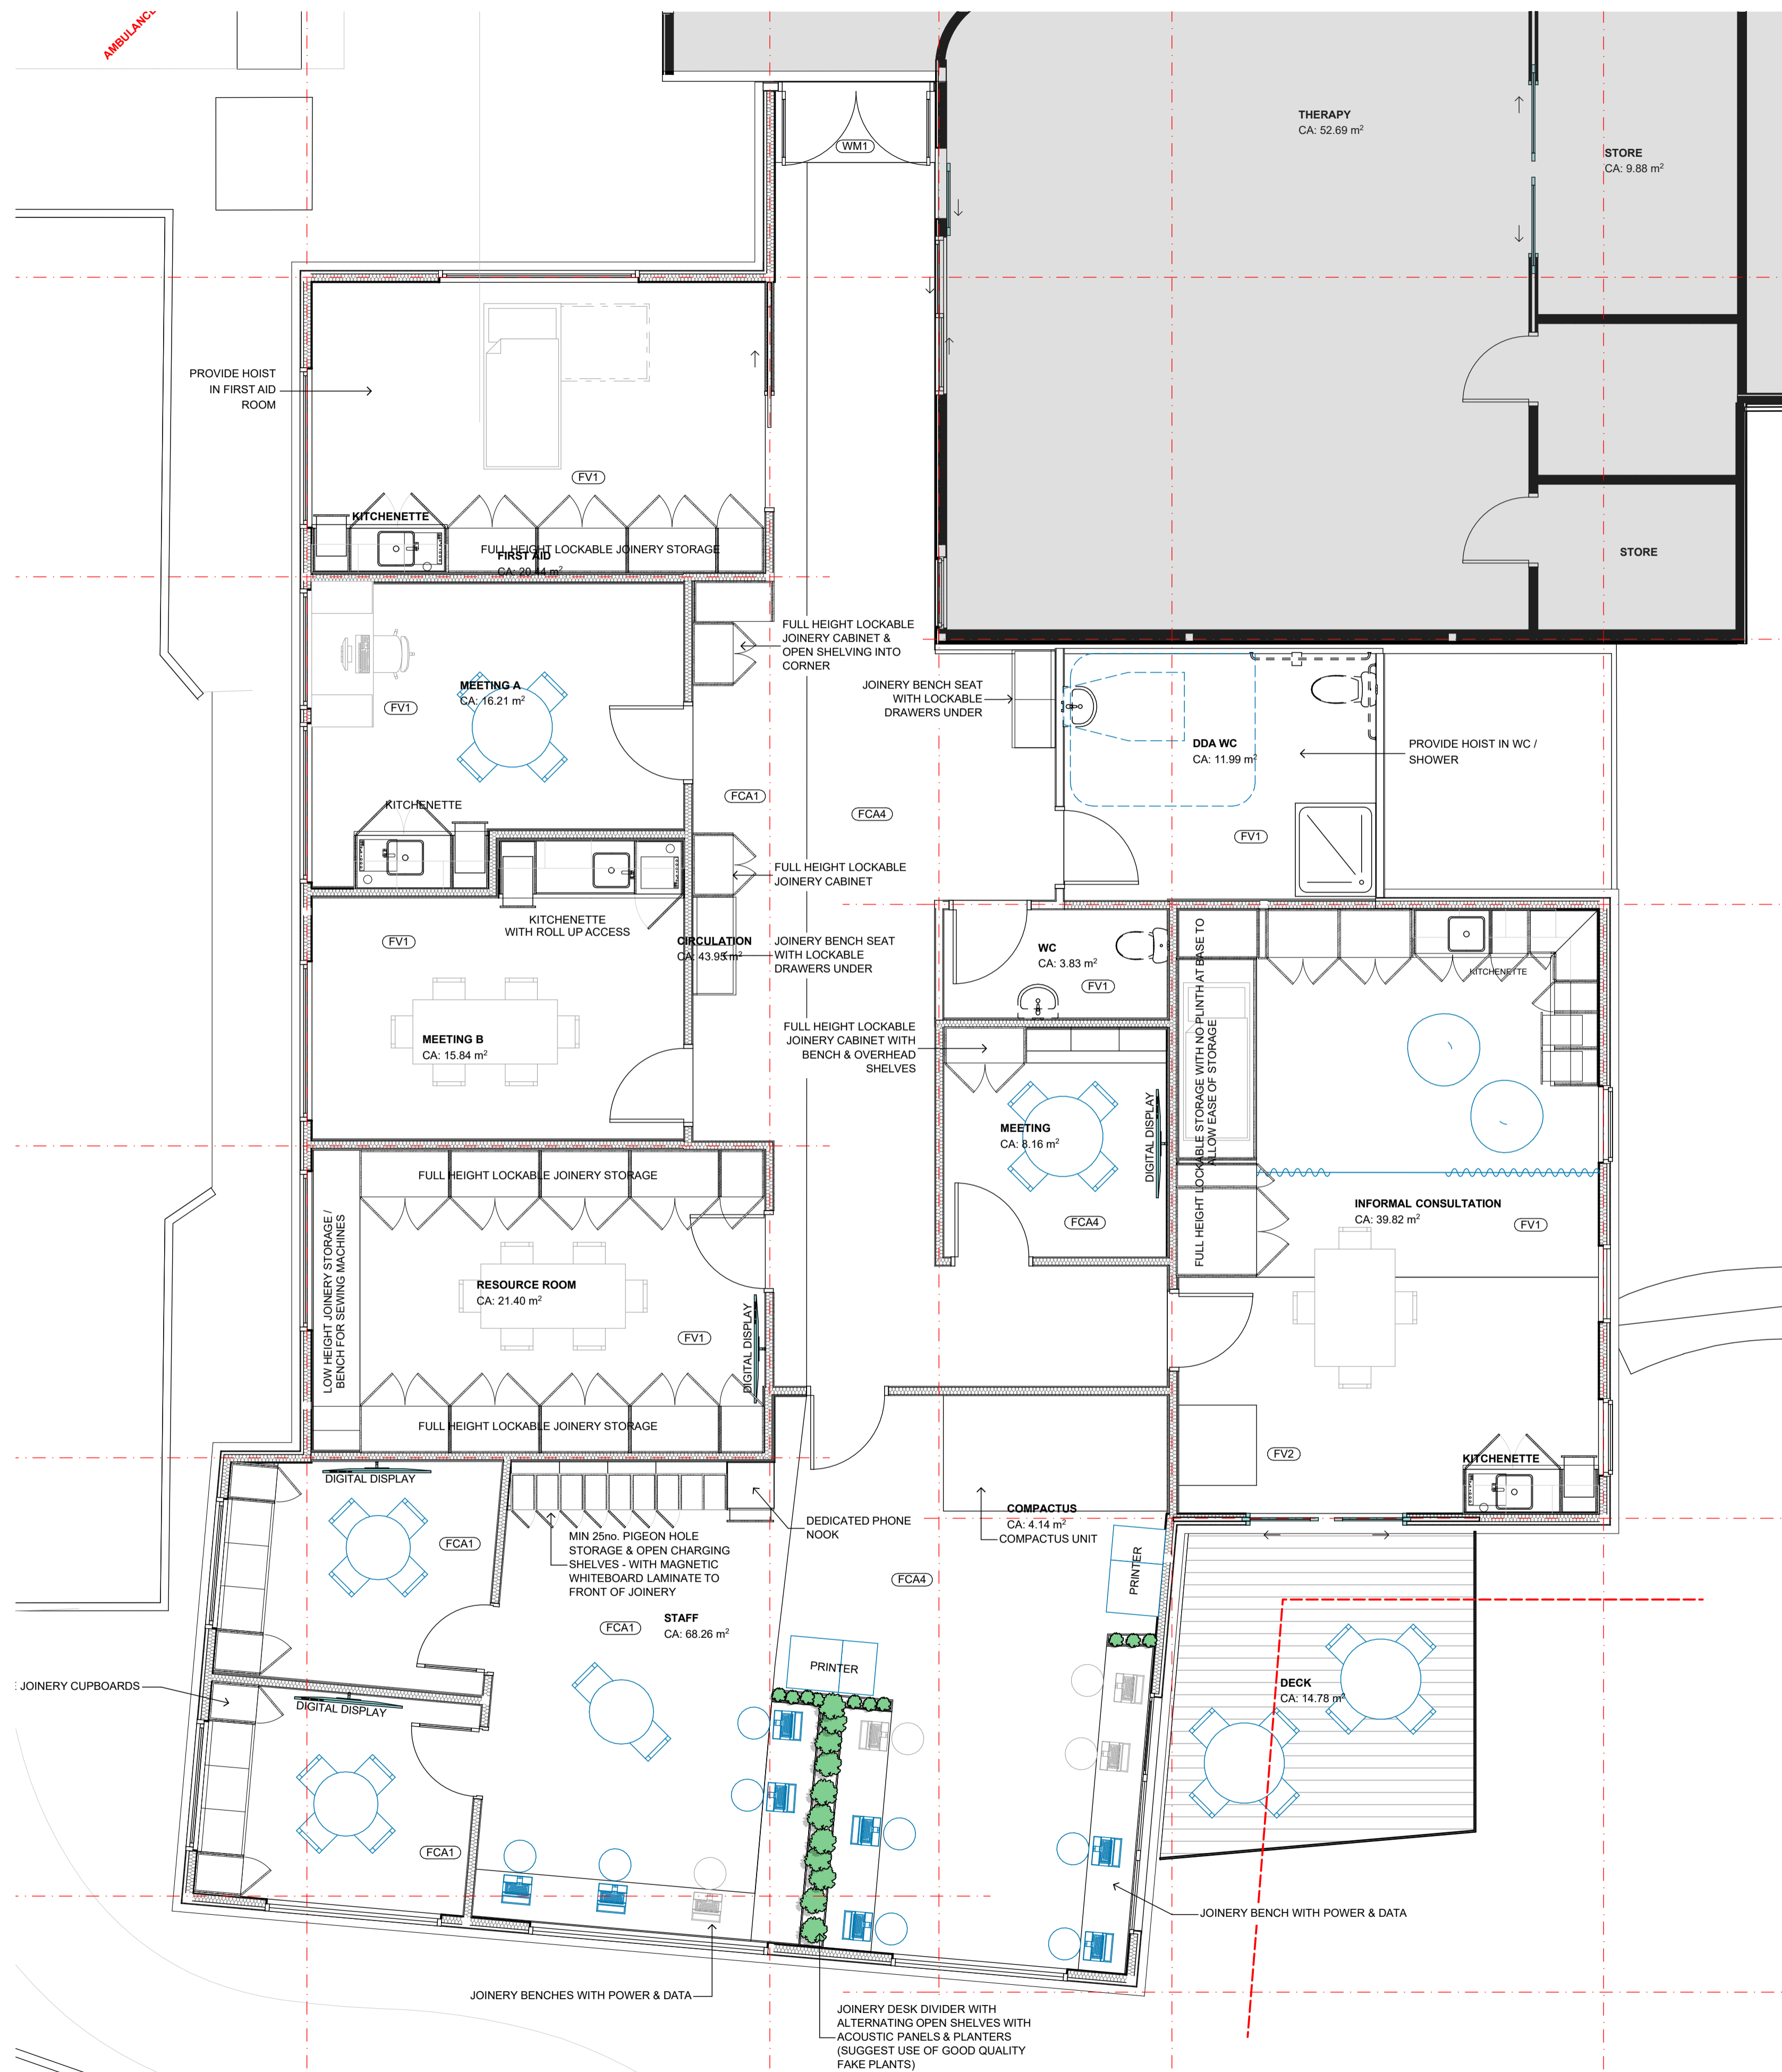 AMBULANCE
THERAPY
CA: 52.69 m²
STORE
CA: 9.88 m²
WM1
PROVIDE HOIST
IN FIRST AID
ROOM
FV1
KITCHENETTE
FULL HEIGHT LOCKABLE JOINERY STORAGE
FIRST AID
CA: 20.44 m²
STORE
FULL HEIGHT LOCKABLE
JOINERY CABINET &
OPEN SHELVING INTO
CORNER
MEETING A
CA: 16.21 m²
FV1
JOINERY BENCH SEAT
WITH LOCKABLE
DRAWERS UNDER
DDA WC
CA: 11.99 m²
PROVIDE HOIST IN WC /
SHOWER
FCA1
FCA4
KITCHENETTE
FV1
FULL HEIGHT LOCKABLE
JOINERY CABINET
KITCHENETTE
WITH ROLL UP ACCESS
FV1
CIRCULATION
CA: 43.95 m²
JOINERY BENCH SEAT
WITH LOCKABLE
DRAWERS UNDER
WC
CA: 3.83 m²
FV1
KITCHENETTE
FULL HEIGHT LOCKABLE STORAGE WITH NO PLINTH AT BASE TO
ALLOW EASE OF STORAGE
MEETING B
CA: 15.84 m²
FULL HEIGHT LOCKABLE
JOINERY CABINET WITH
BENCH & OVERHEAD
SHELVES
MEETING
CA: 8.16 m²
DIGITAL DISPLAY
FCA4
INFORMAL CONSULTATION
CA: 39.82 m²
FV1
FULL HEIGHT LOCKABLE JOINERY STORAGE
LOW HEIGHT JOINERY STORAGE /
BENCH FOR SEWING MACHINES
RESOURCE ROOM
CA: 21.40 m²
FV1
DIGITAL DISPLAY
FULL HEIGHT LOCKABLE JOINERY STORAGE
FV2
KITCHENETTE
DIGITAL DISPLAY
FCA1
MIN 25no. PIGEON HOLE
STORAGE & OPEN CHARGING
SHELVES - WITH MAGNETIC
WHITEBOARD LAMINATE TO
FRONT OF JOINERY
DEDICATED PHONE
NOOK
COMPACTUS
CA: 4.14 m²
COMPACTUS UNIT
PRINTER
FCA4
FCA1
STAFF
CA: 68.26 m²
PRINTER
JOINERY CUPBOARDS
DIGITAL DISPLAY
DECK
CA: 14.78 m²
FCA1
JOINERY BENCH WITH POWER & DATA
JOINERY BENCHES WITH POWER & DATA
JOINERY DESK DIVIDER WITH
ALTERNATING OPEN SHELVES WITH
ACOUSTIC PANELS & PLANTERS
(SUGGEST USE OF GOOD QUALITY
FAKE PLANTS)